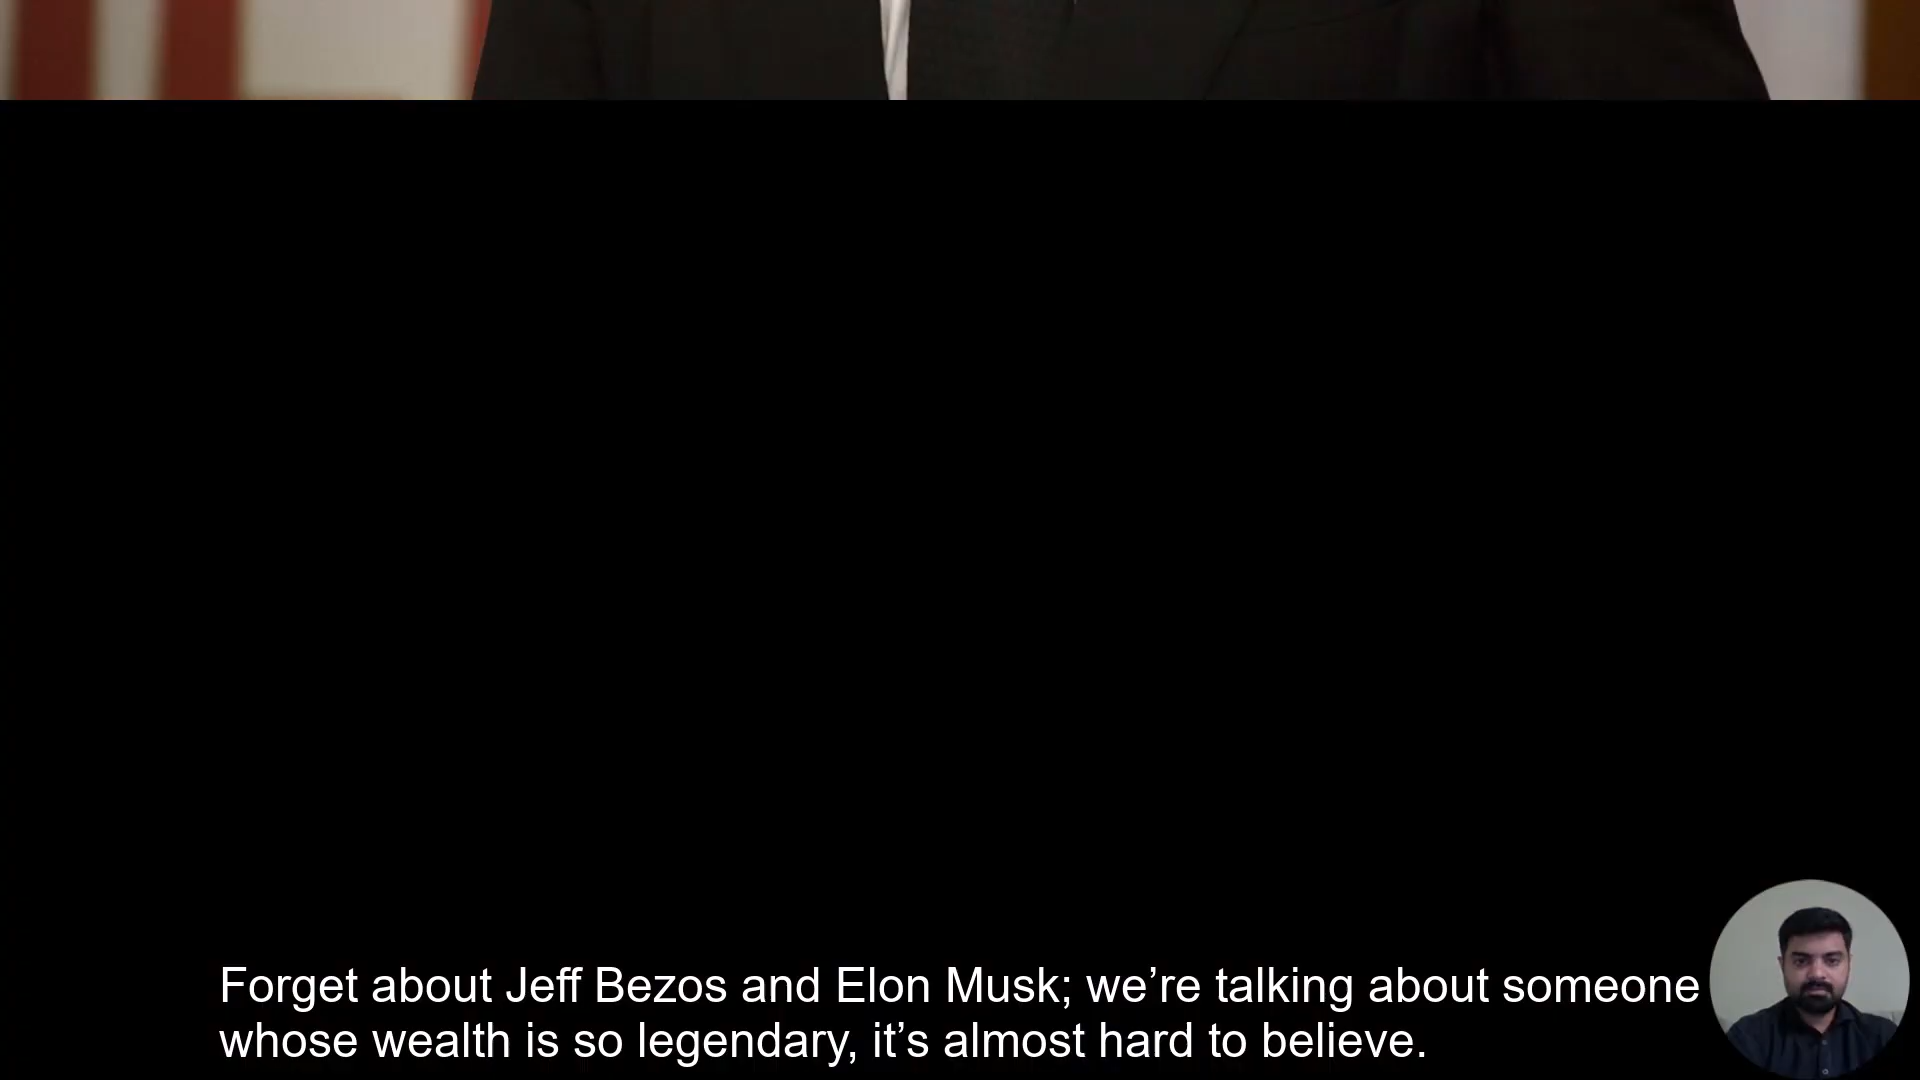 Forget about Jeff Bezos and Elon Musk; we’re talking about someone
whose wealth is so legendary, it’s almost hard to believe.